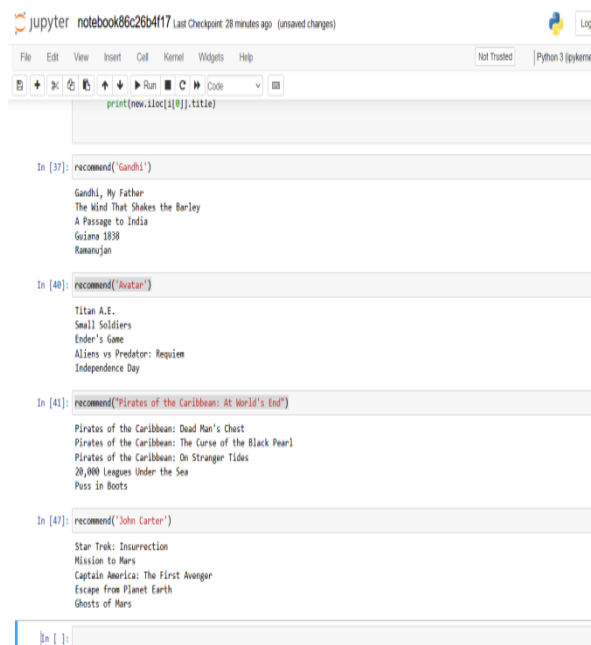 jupyter notebook86c26b4f17 Last Checkpoint: 28 minutes ago (unsaved changes)
Log
File Edit View Insert Cell Kernel Widgets Help
Not Trusted
Python 3 (ipykerne
Run Code
print(new.iloc[i[0]].title)
In [37]: recommend('Gandhi')
Gandhi, My Father
The Wind That Shakes the Barley
A Passage to India
Guiana 1838
Ramanujan
In [40]: recommend('Avatar')
Titan A.E.
Small Soldiers
Ender's Game
Aliens vs Predator: Requiem
Independence Day
In [41]: recommend("Pirates of the Caribbean: At World's End")
Pirates of the Caribbean: Dead Man's Chest
Pirates of the Caribbean: The Curse of the Black Pearl
Pirates of the Caribbean: On Stranger Tides
20,000 Leagues Under the Sea
Puss in Boots
In [47]: recommend('John Carter')
Star Trek: Insurrection
Mission to Mars
Captain America: The First Avenger
Escape from Planet Earth
Ghosts of Mars
In [ ]: